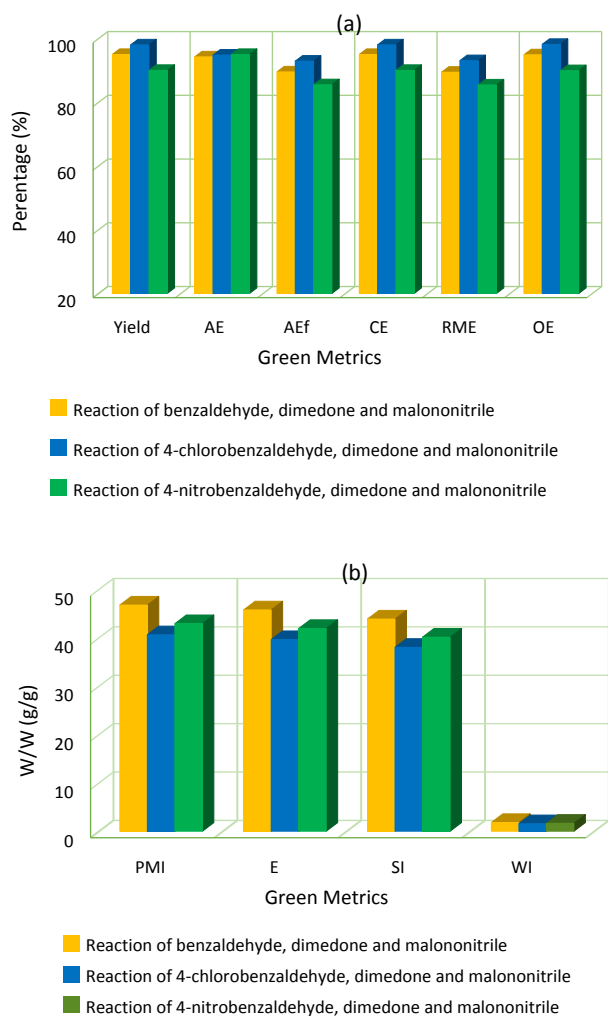 (a)
100
80
60
40
20
Perentage (%)
Yield AE AEf CE RME OE
Green Metrics
Reaction of benzaldehyde, dimedone and malononitrile
Reaction of 4-chlorobenzaldehyde, dimedone and malononitrile
Reaction of 4-nitrobenzaldehyde, dimedone and malononitrile
(b)
50
40
30
20
10
0
W/W (g/g)
PMI E SI WI
Green Metrics
Reaction of benzaldehyde, dimedone and malononitrile
Reaction of 4-chlorobenzaldehyde, dimedone and malononitrile
Reaction of 4-nitrobenzaldehyde, dimedone and malononitrile